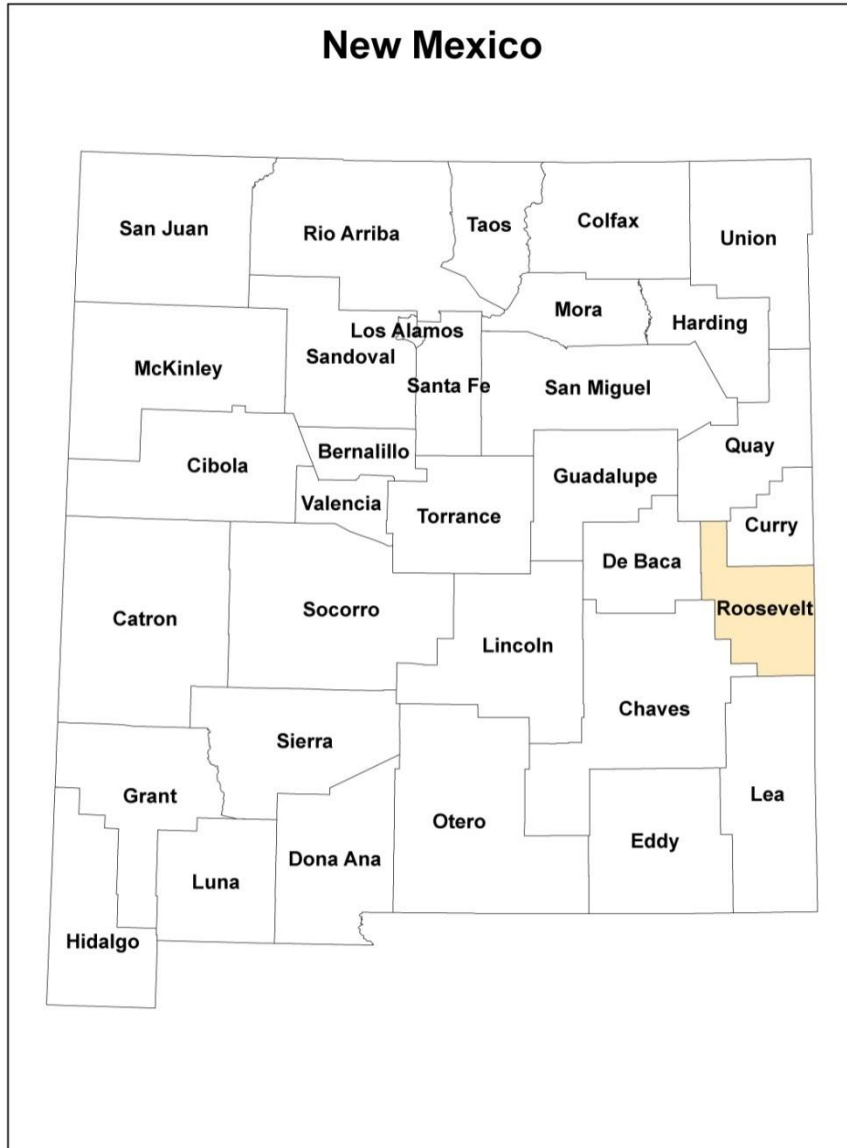 New Mexico
San Juan
Rio Arriba
Taos
Colfax
Union
Mora
Harding
Los Alamos
Sandoval
McKinley
Santa Fe
San Miguel
Quay
Bernalillo
Cibola
Guadalupe
Valencia
Torrance
Curry
De Baca
Roosevelt
Catron
Socorro
Lincoln
Chaves
Sierra
Grant
Lea
Otero
Eddy
Dona Ana
Luna
Hidalgo